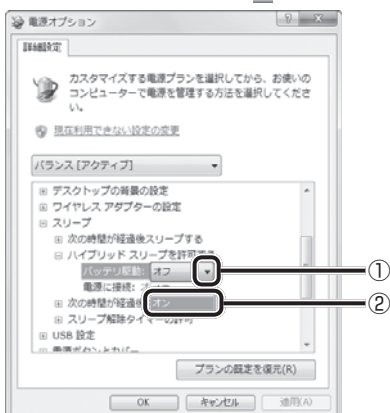 電源オプション
詳細設定
カスタマイズする電源プランを選択してから、お使いの
コンピューターで電源を管理する方法を選択してくださ
い。
現在利用できない設定の変更
バランス [アクティブ]
デスクトップの背景の設定
ワイヤレス アダプターの設定
スリープ
次の時間が経過後スリープする
ハイブリッド スリープを許可する
バッテリ駆動: オフ
①
電源に接続:
次の時間が経過後
オン
②
スリープ解除タイマーの許可
USB 設定
電源ボタンとカバー
プランの既定を復元(R)
OK
キャンセル
適用(A)